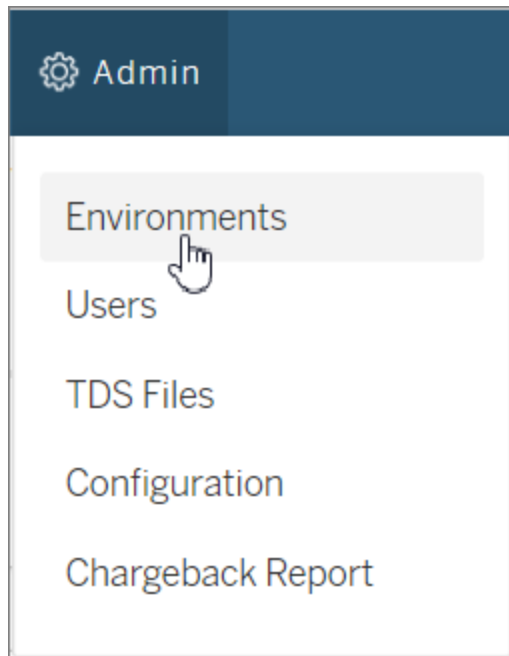 Admin
Environments
Users
TDS Files
Configuration
Chargeback Report